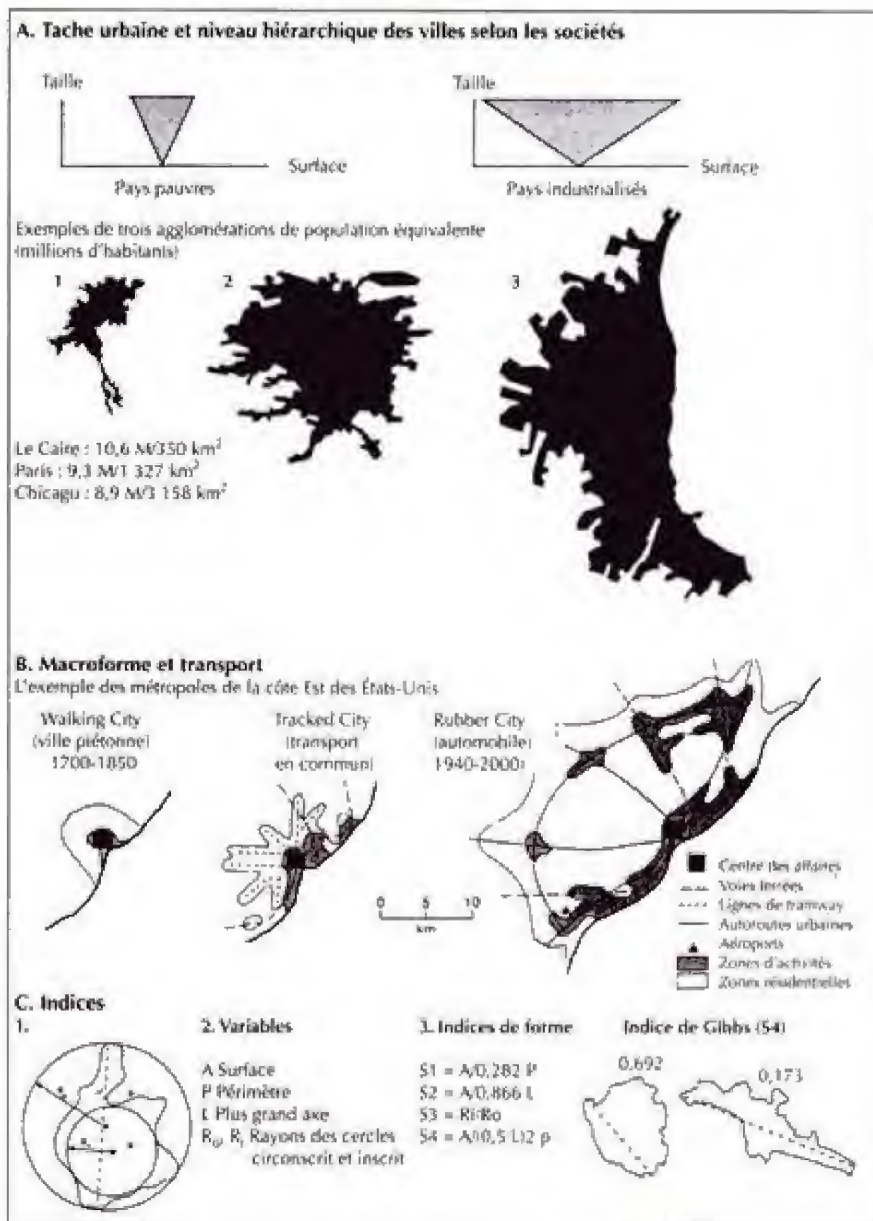 A. Tache urbaine et niveau hiérarchique des villes selon les sociétés
Taille
Surface
Pays pauvres
Taille
Surface
Pays industrialisés
Exemples de trois agglomérations de population équivalente
(millions d'habitants)
1
2
3
Le Caire : 10,6 M/350 km²
Paris : 9,3 M/1 327 km²
Chicagu : 8,9 M/3 158 km²
B. Macroforme et transport
L'exemple des métropoles de la côte Est des États-Unis
Walking City
(ville piétonne)
1700-1850
Tracked City
(transport
en commun)
Rubber City
(automobile)
1940-2000
0 5 10
km
Centre des affaires
Voies ferrées
Lignes de tramway
Autoroutes urbaines
Aéroports
Zones d'activités
Zones résidentielles
C. Indices
1.
2. Variables
A Surface
P Périmètre
L Plus grand axe
R₀, Rᵢ Rayons des cercles
circonscrit et inscrit
3. Indices de forme
S1 = A/0,282 P
S2 = A/0,866 L
S3 = Ri/Ro
S4 = A/(0,5 L)2 p
Indice de Gibbs (S4)
0,692
0,173